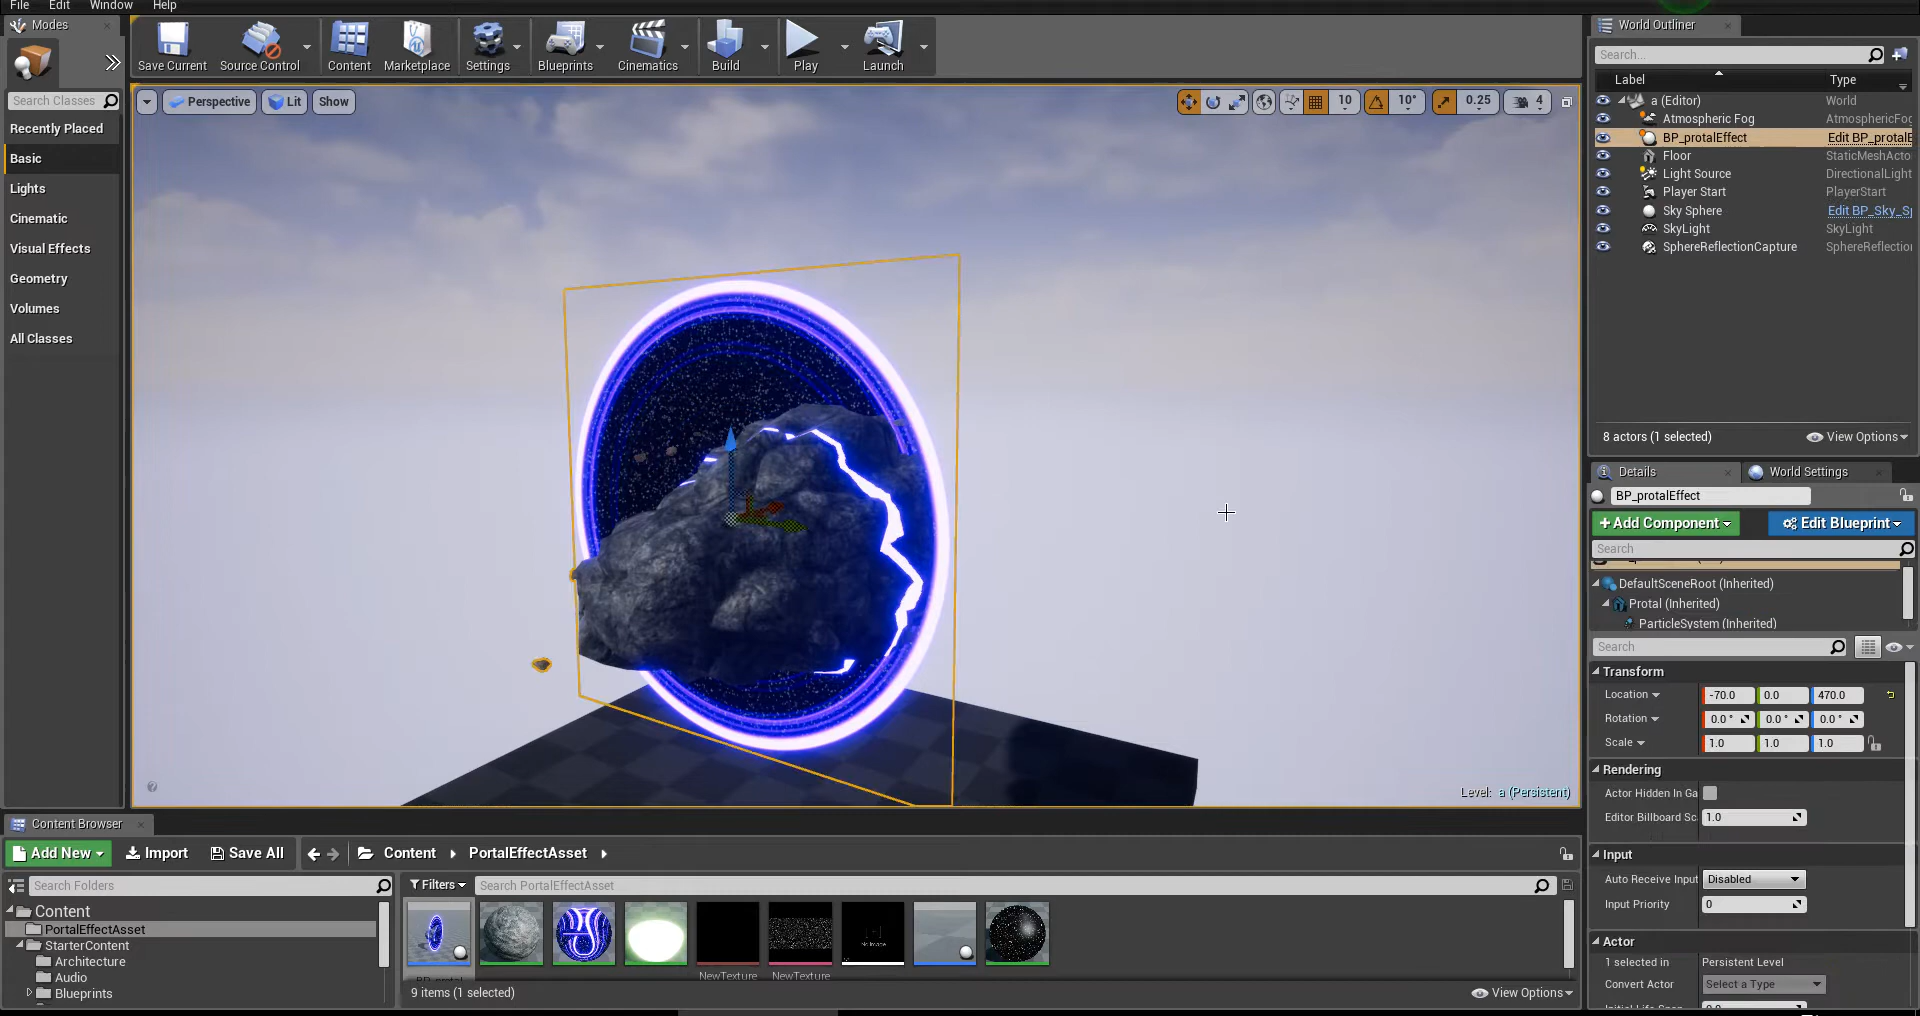 File Edit Window Help
Modes
Search Classes
Recently Placed
Basic
Lights
Cinematic
Visual Effects
Geometry
Volumes
All Classes
Save Current Source Control Content Marketplace Settings Blueprints Cinematics Build Play Launch
Perspective Lit Show
10 10° 0.25 4
Level: a (Persistent)
World Outliner
Search...
Label Type
a (Editor) World
Atmospheric Fog AtmosphericFog
BP_protalEffect Edit BP_protalE
Floor StaticMeshActo
Light Source DirectionalLight
Player Start PlayerStart
Sky Sphere Edit BP_Sky_Sp
SkyLight SkyLight
SphereReflectionCapture SphereReflectio
8 actors (1 selected) View Options
Details World Settings
BP_protalEffect
+Add Component Edit Blueprint
Search
DefaultSceneRoot (Inherited)
Protal (Inherited)
ParticleSystem (Inherited)
Search
Transform
Location -70.0 0.0 470.0
Rotation 0.0° 0.0° 0.0°
Scale 1.0 1.0 1.0
Rendering
Actor Hidden In Ga
Editor Billboard Sc 1.0
Input
Auto Receive Input Disabled
Input Priority 0
Actor
1 selected in Persistent Level
Convert Actor Select a Type
Content Browser
Add New Import Save All Content PortalEffectAsset
Search Folders
Filters Search PortalEffectAsset
Content
PortalEffectAsset
StarterContent
Architecture
Audio
Blueprints
No Image
NewTexture NewTexture
9 items (1 selected) View Options